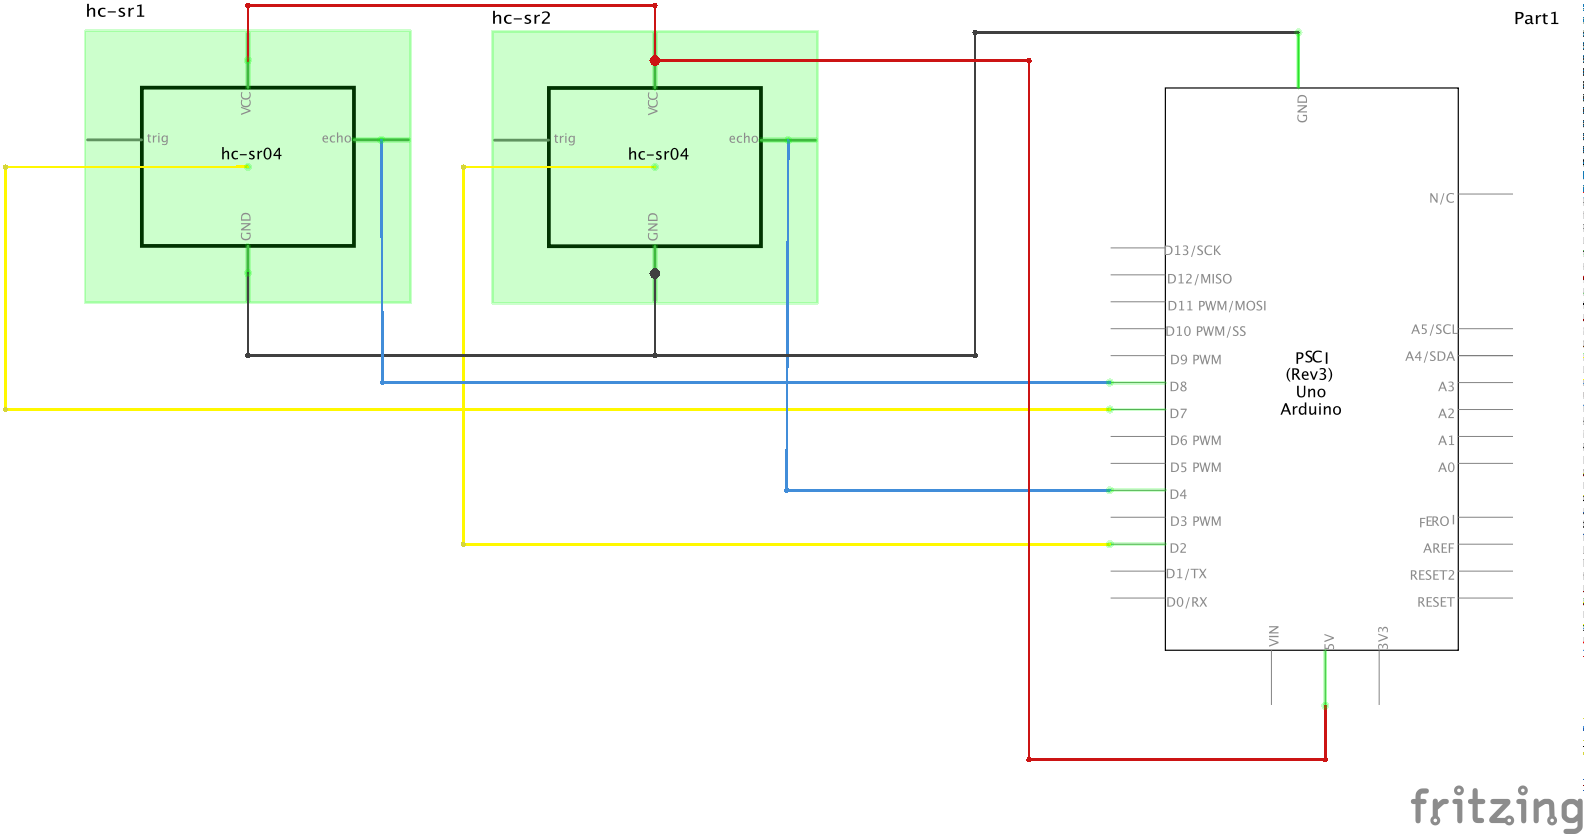 hc-sr1
hc-sr2
Part1
VCC
trig
echo
hc-sr04
GND
VCC
trig
echo
hc-sr04
GND
GND
N/C
D13/SCK
D12/MISO
D11 PWM/MOSI
D10 PWM/SS
D9 PWM
D8
D7
D6 PWM
D5 PWM
D4
D3 PWM
D2
D1/TX
D0/RX
PSCI
(Rev3)
Uno
Arduino
A5/SCL
A4/SDA
A3
A2
A1
A0
AREF
RESET2
RESET
VIN
5V
3V3
fritzing